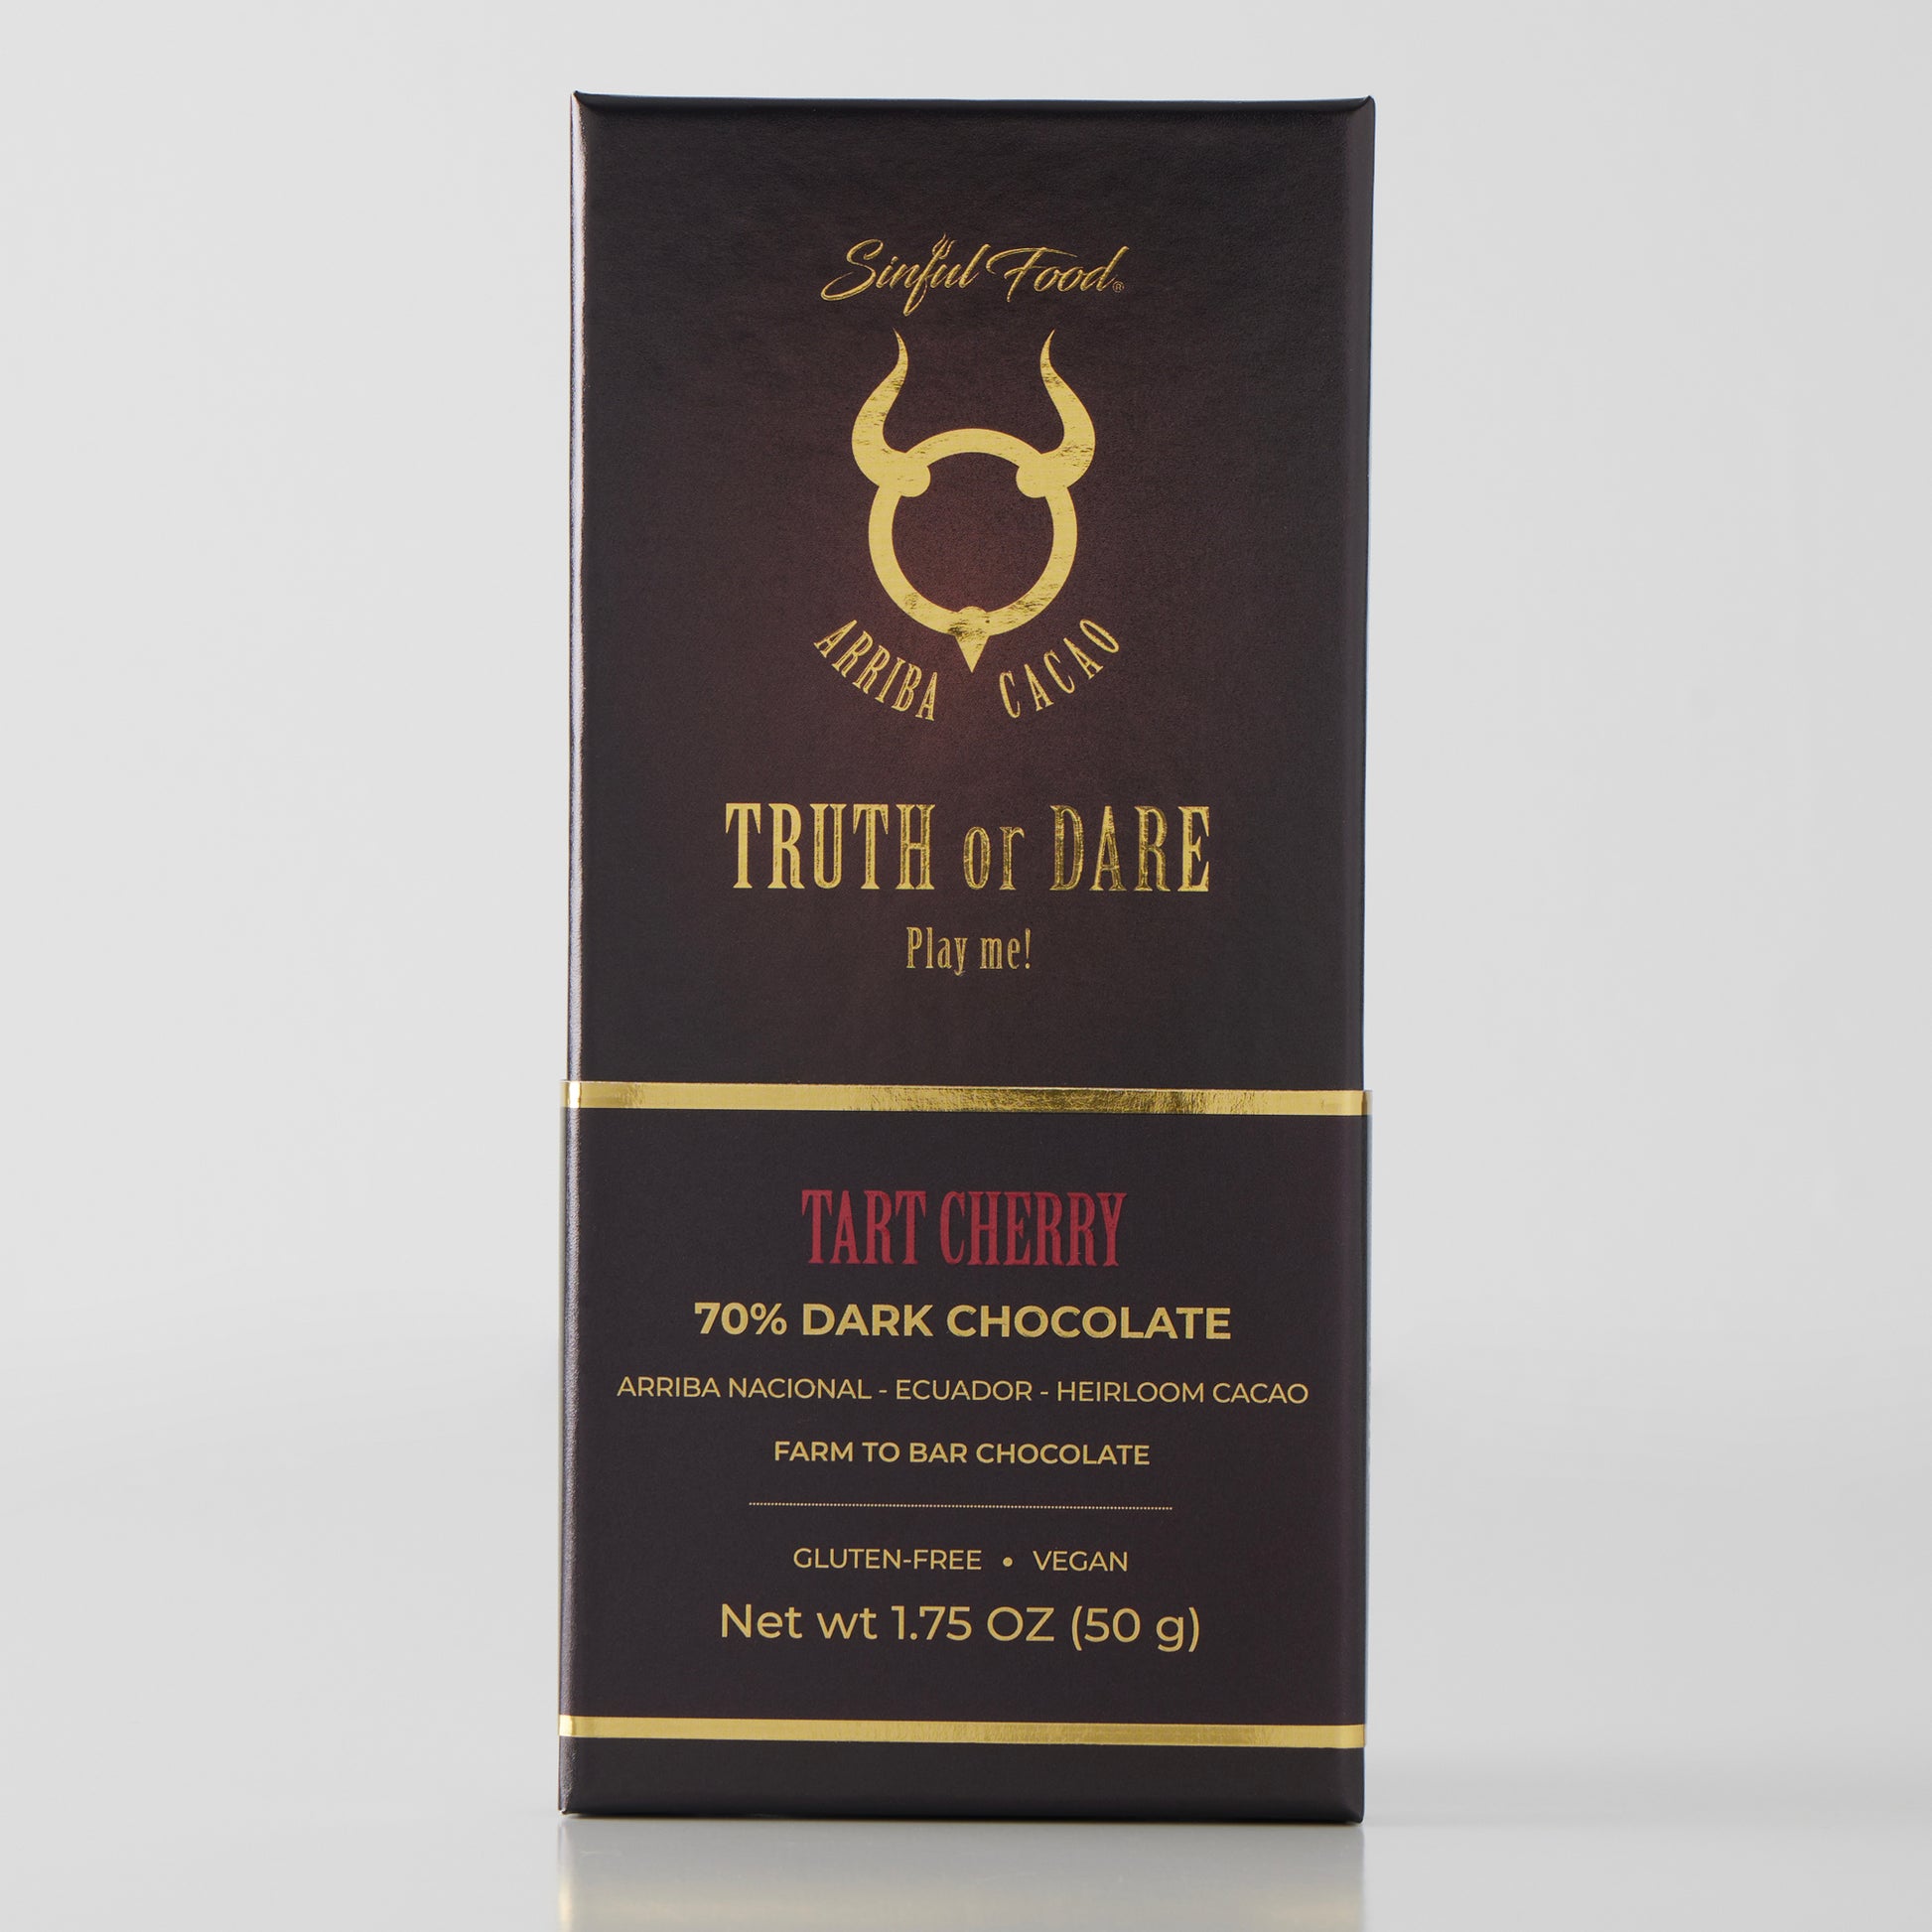 Sinful Food®
ARRIBA CACAO
TRUTH or DARE
Play me!
TART CHERRY
70% DARK CHOCOLATE
ARRIBA NACIONAL - ECUADOR - HEIRLOOM CACAO
FARM TO BAR CHOCOLATE
GLUTEN-FREE • VEGAN
Net wt 1.75 OZ (50 g)